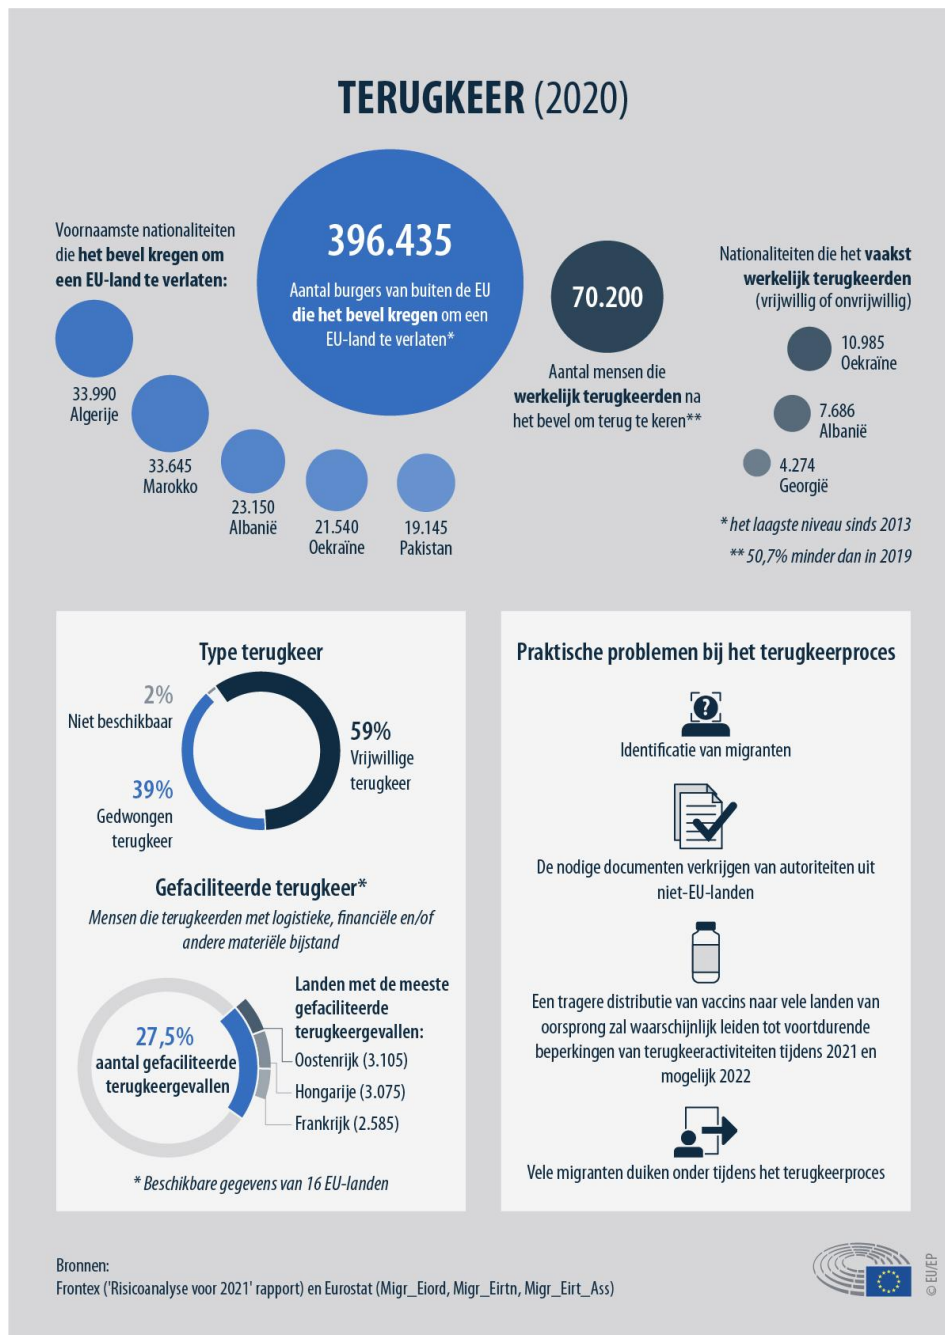 TERUGKEER (2020)
Voornaamste nationaliteiten
die het bevel kregen om
een EU-land te verlaten:
33.990
Algerije
33.645
Marokko
23.150
Albanië
21.540
Oekraïne
19.145
Pakistan
396.435
Aantal burgers van buiten de EU
die het bevel kregen om een
EU-land te verlaten*
70.200
Aantal mensen die
werkelijk terugkeerden na
het bevel om terug te keren**
Nationaliteiten die het vaakst
werkelijk terugkeerden
(vrijwillig of onvrijwillig)
10.985
Oekraïne
7.686
Albanië
4.274
Georgië
* het laagste niveau sinds 2013
** 50,7% minder dan in 2019
Type terugkeer
2%
Niet beschikbaar
59%
Vrijwillige
terugkeer
39%
Gedwongen
terugkeer
Gefaciliteerde terugkeer*
Mensen die terugkeerden met logistieke, financiële en/of
andere materiële bijstand
27,5%
aantal gefaciliteerde
terugkeergevallen
Landen met de meeste
gefaciliteerde
terugkeergevallen:
Oostenrijk (3.105)
Hongarije (3.075)
Frankrijk (2.585)
* Beschikbare gegevens van 16 EU-landen
Praktische problemen bij het terugkeerproces
?
Identificatie van migranten
De nodige documenten verkrijgen van autoriteiten uit
niet-EU-landen
Een tragere distributie van vaccins naar vele landen van
oorsprong zal waarschijnlijk leiden tot voortdurende
beperkingen van terugkeeractiviteiten tijdens 2021 en
mogelijk 2022
Vele migranten duiken onder tijdens het terugkeerproces
Bronnen:
Frontex ('Risicoanalyse voor 2021' rapport) en Eurostat (Migr_Eiord, Migr_Eirtn, Migr_Eirt_Ass)
© EU/EP